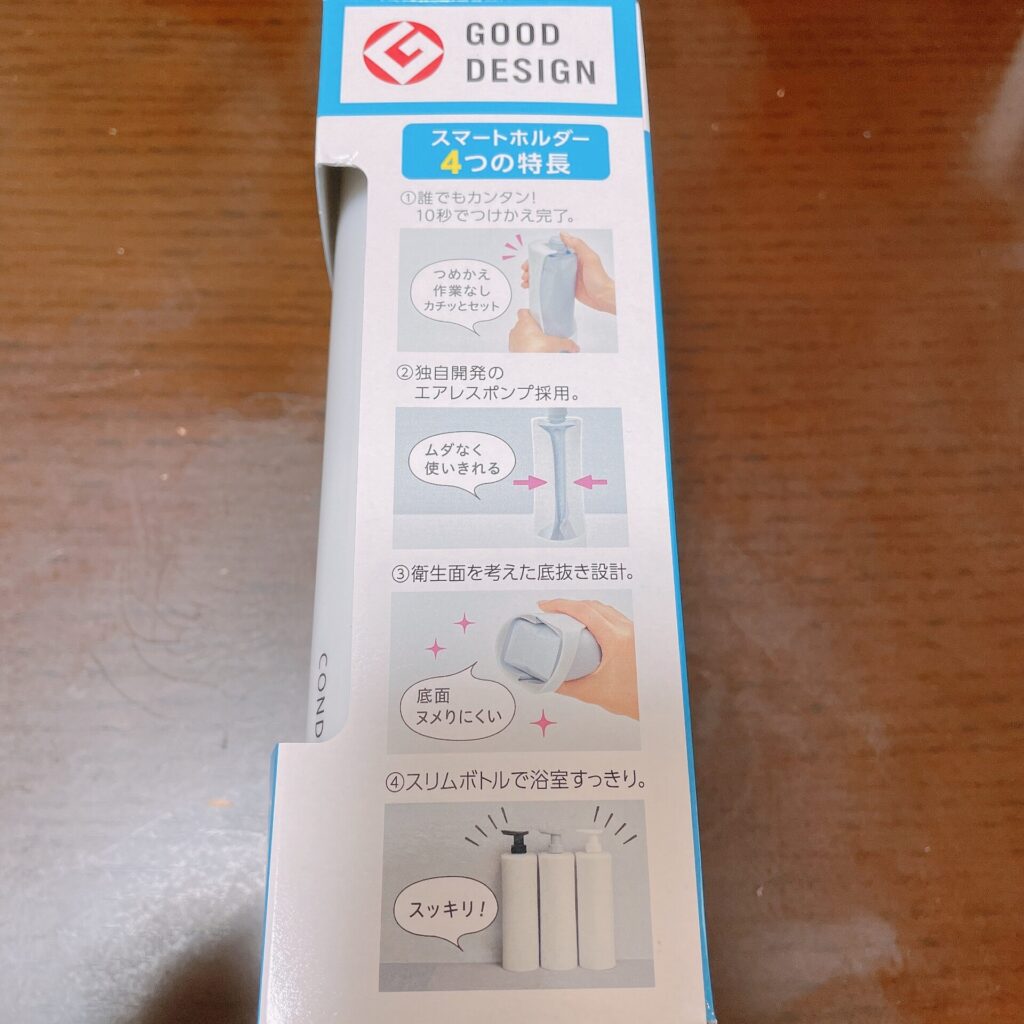 GOOD
DESIGN
スマートホルダー
4つの特長
①誰でもカンタン!
10秒でつけかえ完了。
つめかえ
作業なし
カチッとセット
②独自開発の
エアレスポンプ採用。
ムダなく
使いきれる
③衛生面を考えた底抜き設計。
底面
ヌメりにくい
④スリムボトルで浴室すっきり。
スッキリ!
COND